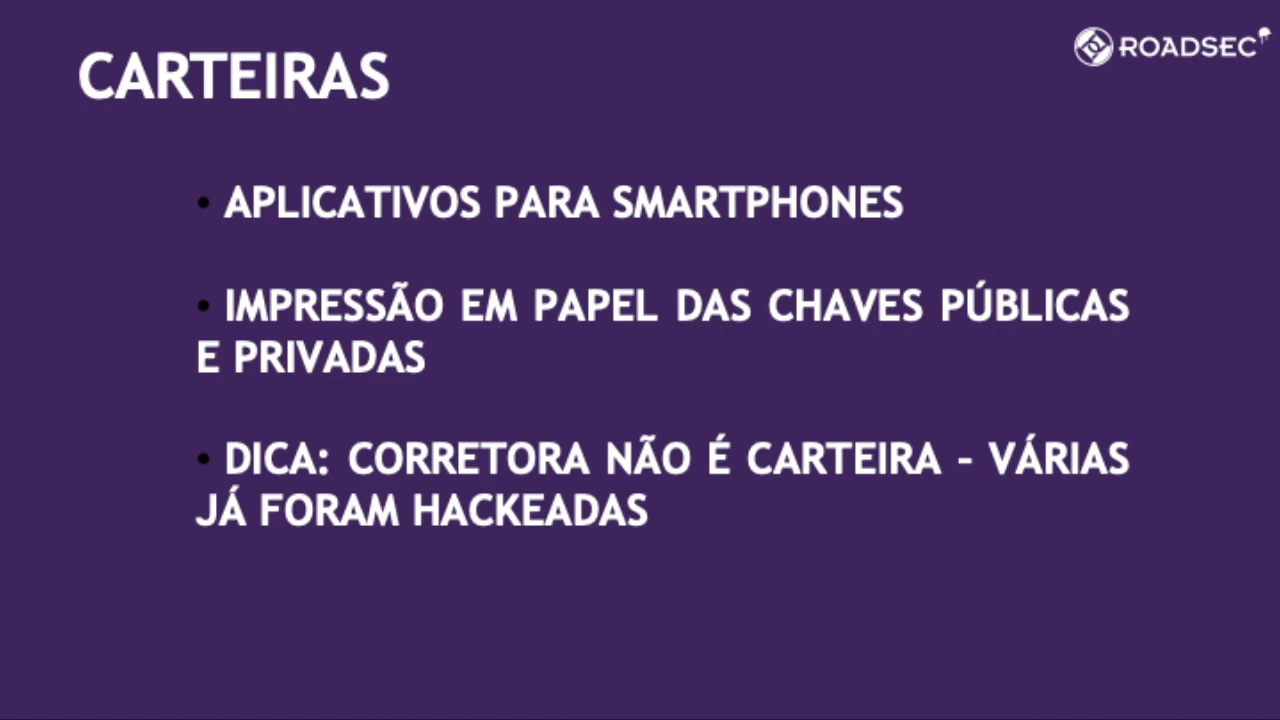 CARTEIRAS
ROADSEC
• APLICATIVOS PARA SMARTPHONES
• IMPRESSÃO EM PAPEL DAS CHAVES PÚBLICAS
E PRIVADAS
• DICA: CORRETORA NÃO É CARTEIRA – VÁRIAS
JÁ FORAM HACKEADAS